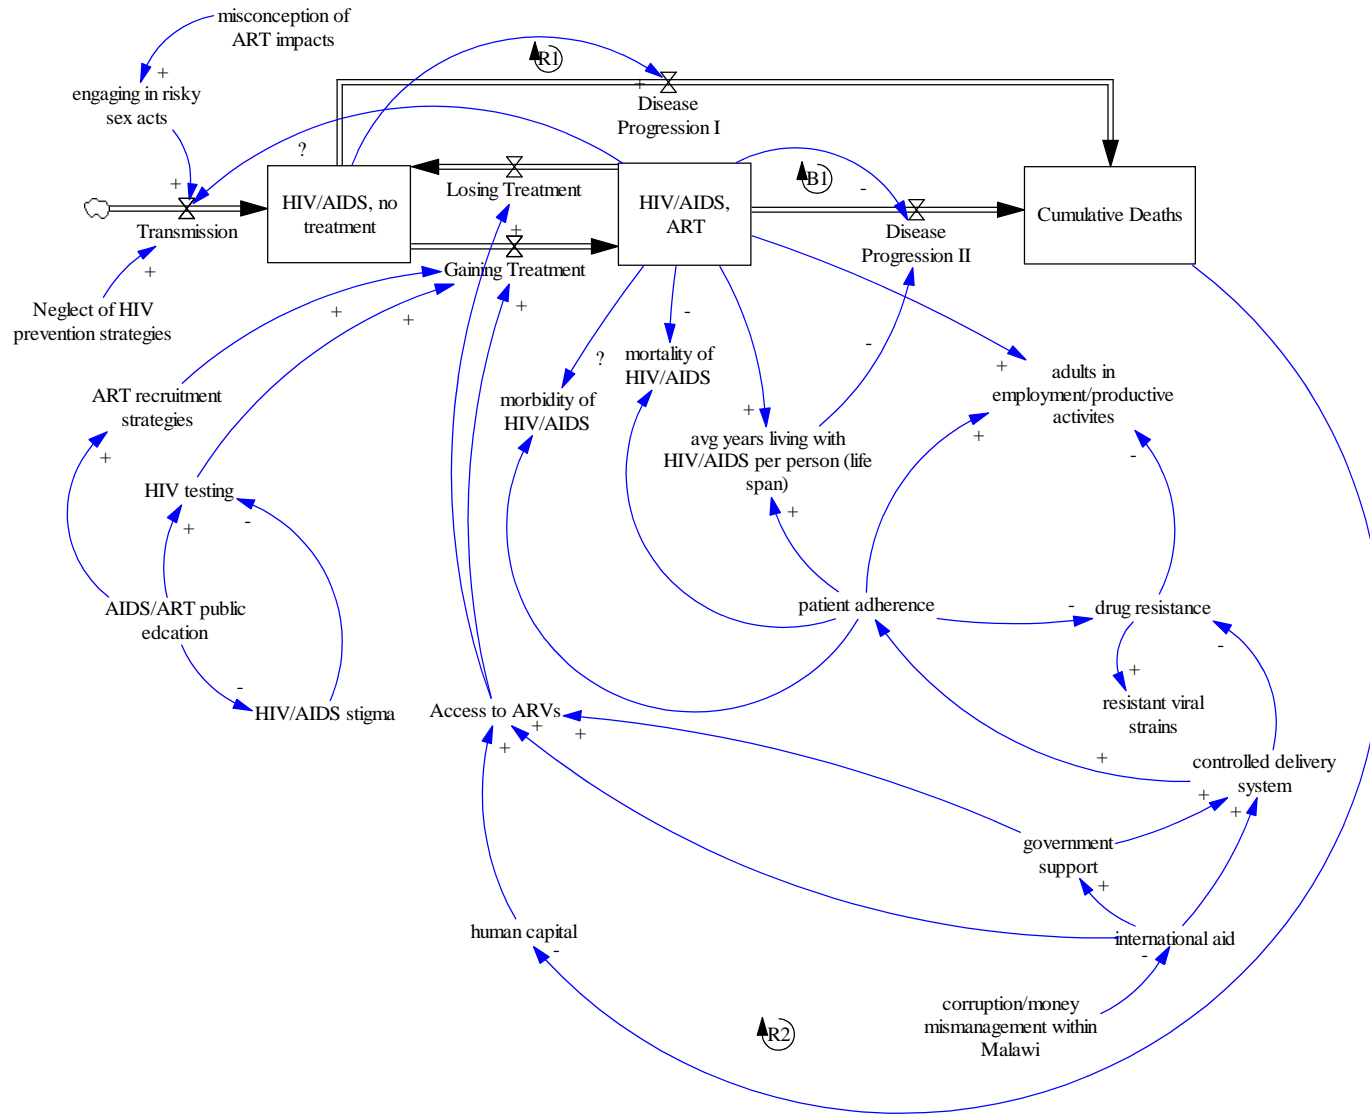 misconception of
ART impacts
R1
+
engaging in risky
sex acts
+
Disease
Progression I
?
+
HIV/AIDS, no
treatment
Losing Treatment
HIV/AIDS,
ART
B1
-
Cumulative Deaths
Transmission
+
Disease
Progression II
+
Gaining Treatment
Neglect of HIV
prevention strategies
+
+
+
-
mortality of
HIV/AIDS
?
-
+
adults in
employment/productive
activites
ART recruitment
strategies
morbidity of
HIV/AIDS
+
+
avg years living with
HIV/AIDS per person (life
span)
+
-
HIV testing
+
-
+
AIDS/ART public
edcation
patient adherence
-
drug resistance
-
+
-
HIV/AIDS stigma
Access to ARVs
resistant viral
strains
+
+
+
+
controlled delivery
system
+
+
government
support
+
human capital
-
international aid
-
corruption/money
mismanagement within
Malawi
R2